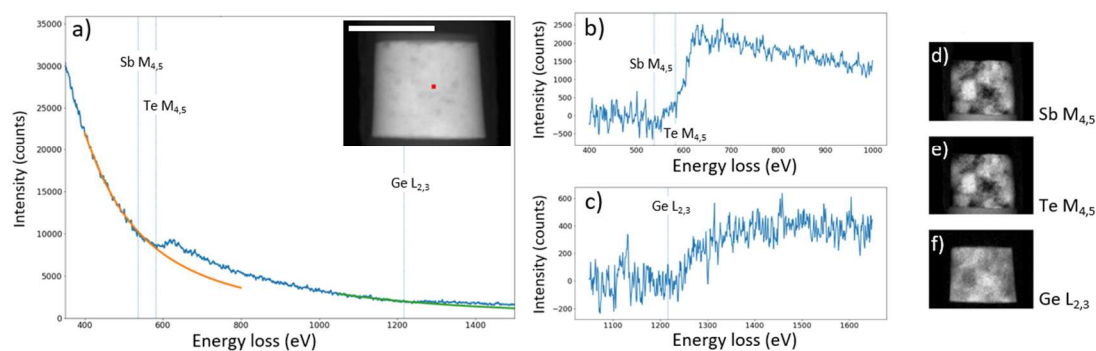 a)
35000
30000
25000
20000
15000
10000
5000
0
Intensity (counts)
Sb M4,5
Te M4,5
Ge L2,3
400 600 800 1000 1200 1400
Energy loss (eV)
b)
2500
2000
1500
1000
500
0
-500
Intensity (counts)
Sb M4,5
Te M4,5
400 500 600 700 800 900 1000
Energy loss (eV)
c)
600
400
200
0
-200
Intensity (counts)
Ge L2,3
1100 1200 1300 1400 1500 1600
Energy loss (eV)
d)
Sb M4,5
e)
Te M4,5
f)
Ge L2,3